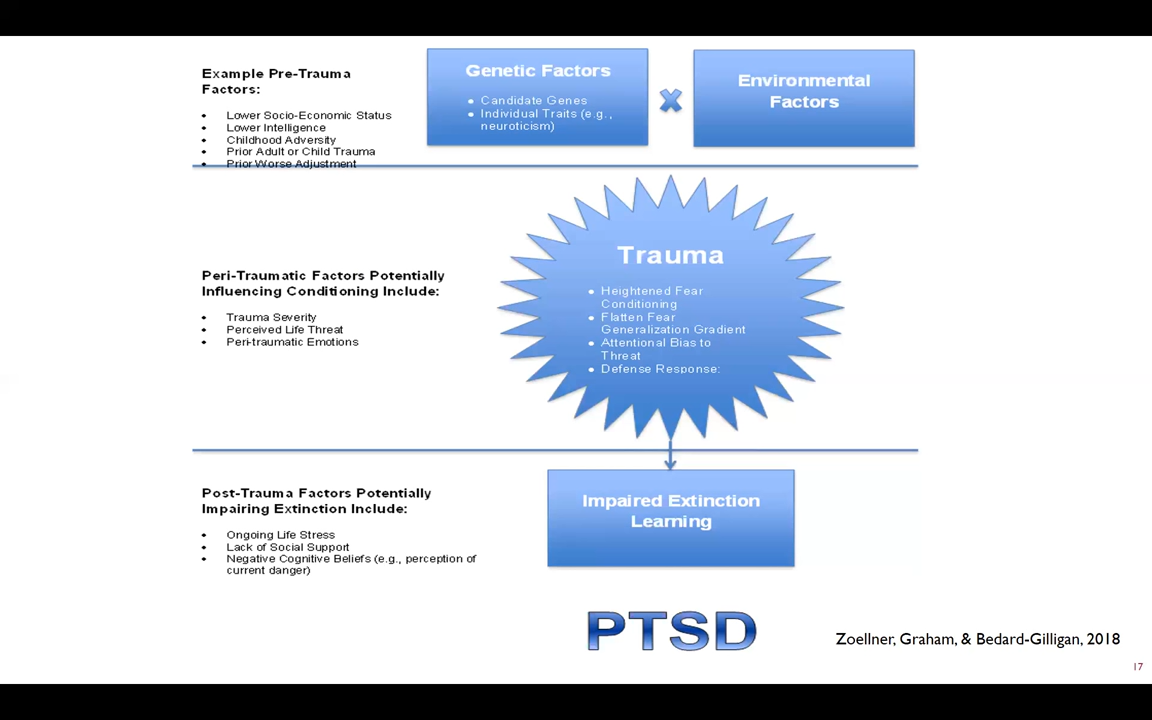 Example Pre-Trauma
Factors:
Lower Socio-Economic Status
Lower Intelligence
Childhood Adversity
Prior Adult or Child Trauma
Prior Worse Adjustment
Genetic Factors
Candidate Genes
Individual Traits (e.g.,
neuroticism)
Environmental
Factors
Peri-Traumatic Factors Potentially
Influencing Conditioning Include:
Trauma Severity
Perceived Life Threat
Peri-traumatic Emotions
Trauma
Heightened Fear
Conditioning
Flatten Fear
Generalization Gradient
Attentional Bias to
Threat
Defense Response:
Post-Trauma Factors Potentially
Impairing Extinction Include:
Ongoing Life Stress
Lack of Social Support
Negative Cognitive Beliefs (e.g., perception of
current danger)
Impaired Extinction
Learning
PTSD
Zoellner, Graham, & Bedard-Gilligan, 2018
17